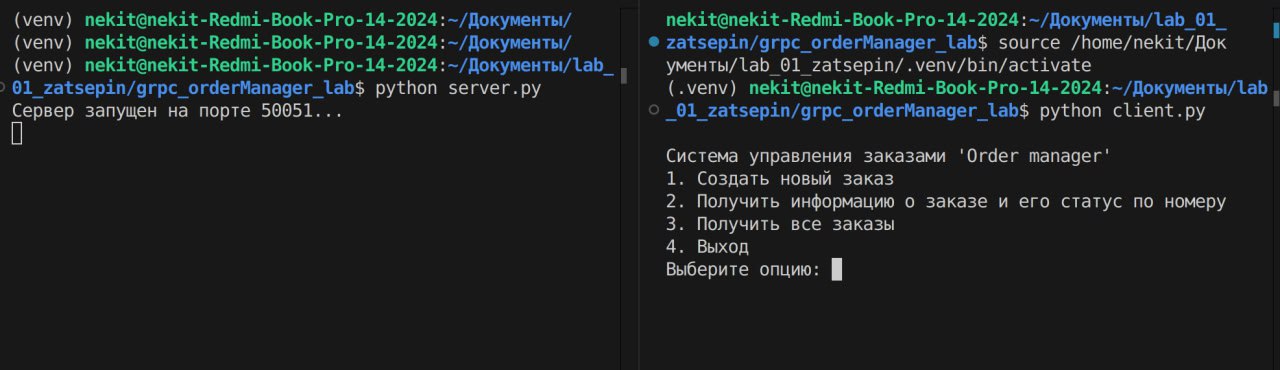 (venv) nekit@nekit-Redmi-Book-Pro-14-2024:~/Документы/
(venv) nekit@nekit-Redmi-Book-Pro-14-2024:~/Документы/
(venv) nekit@nekit-Redmi-Book-Pro-14-2024:~/Документы/lab_
01_zatsepin/grpc_orderManager_lab$ python server.py
Сервер запущен на порте 50051...
nekit@nekit-Redmi-Book-Pro-14-2024:~/Документы/lab_01_
zatsepin/grpc_orderManager_lab$ source /home/nekit/Док
ументы/lab_01_zatsepin/.venv/bin/activate
(.venv) nekit@nekit-Redmi-Book-Pro-14-2024:~/Документы/lab
_01_zatsepin/grpc_orderManager_lab$ python client.py
Система управления заказами 'Order manager'
1. Создать новый заказ
2. Получить информацию о заказе и его статус по номеру
3. Получить все заказы
4. Выход
Выберите опцию: